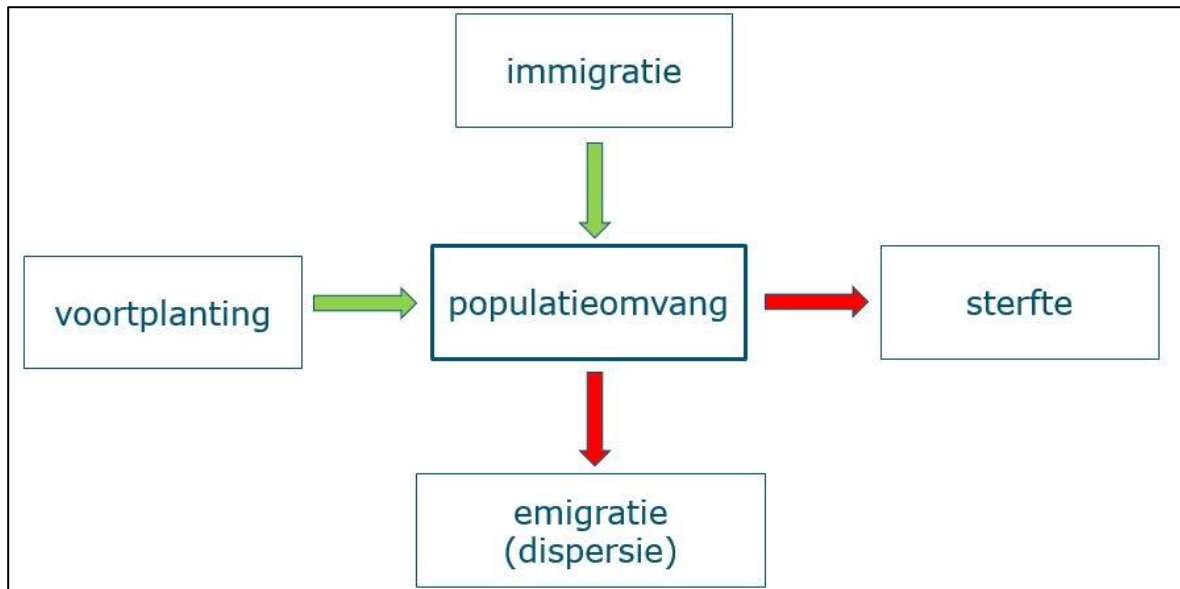 immigratie
voortplanting
populatieomvang
sterfte
emigratie
(dispersie)